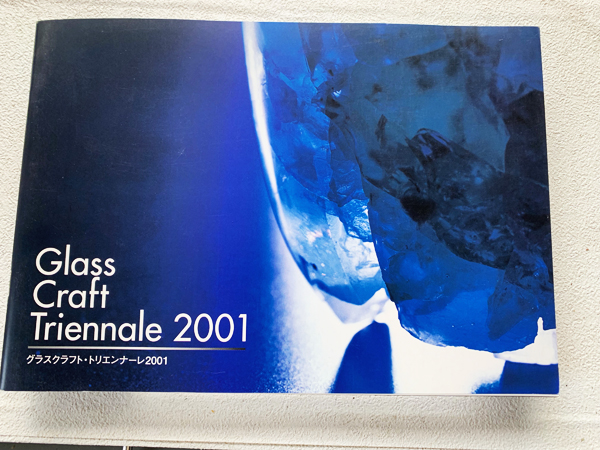 Glass
Craft
Triennale 2001
グラスクラフト・トリエンナーレ2001